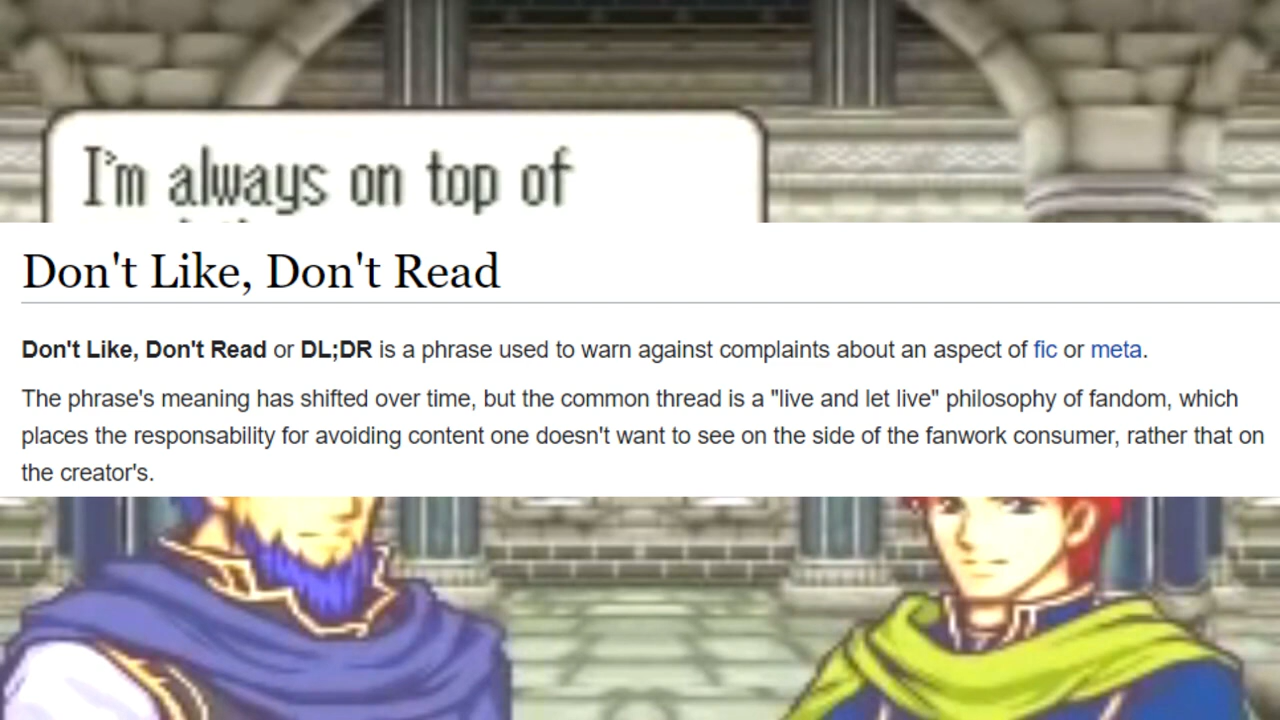 I'm always on top of
Don't Like, Don't Read
Don't Like, Don't Read or DL;DR is a phrase used to warn against complaints about an aspect of fic or meta.
The phrase's meaning has shifted over time, but the common thread is a "live and let live" philosophy of fandom, which
places the responsability for avoiding content one doesn't want to see on the side of the fanwork consumer, rather that on
the creator's.